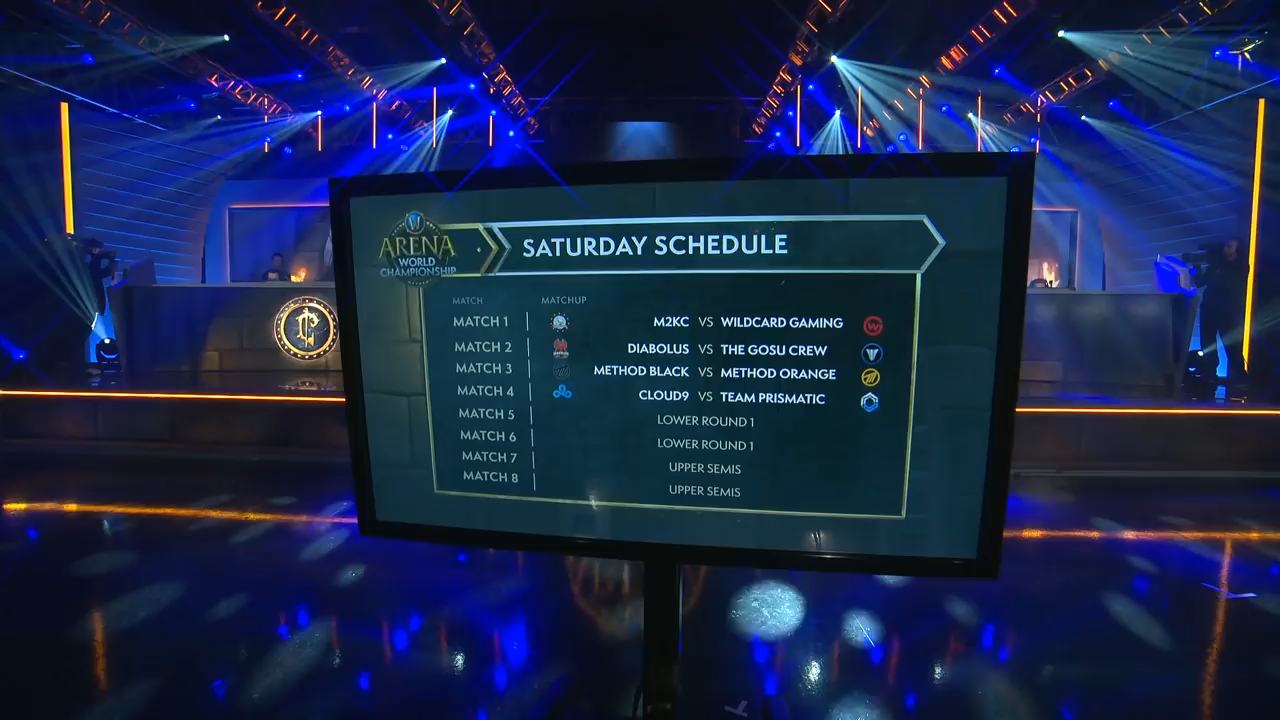 ARENA
WORLD
CHAMPIONSHIP
SATURDAY SCHEDULE
MATCH MATCHUP
MATCH 1 M2KC VS WILDCARD GAMING
MATCH 2 DIABOLUS VS THE GOSU CREW
MATCH 3 METHOD BLACK VS METHOD ORANGE
MATCH 4 CLOUD9 VS TEAM PRISMATIC
MATCH 5 LOWER ROUND 1
MATCH 6 LOWER ROUND 1
MATCH 7 UPPER SEMIS
MATCH 8 UPPER SEMIS